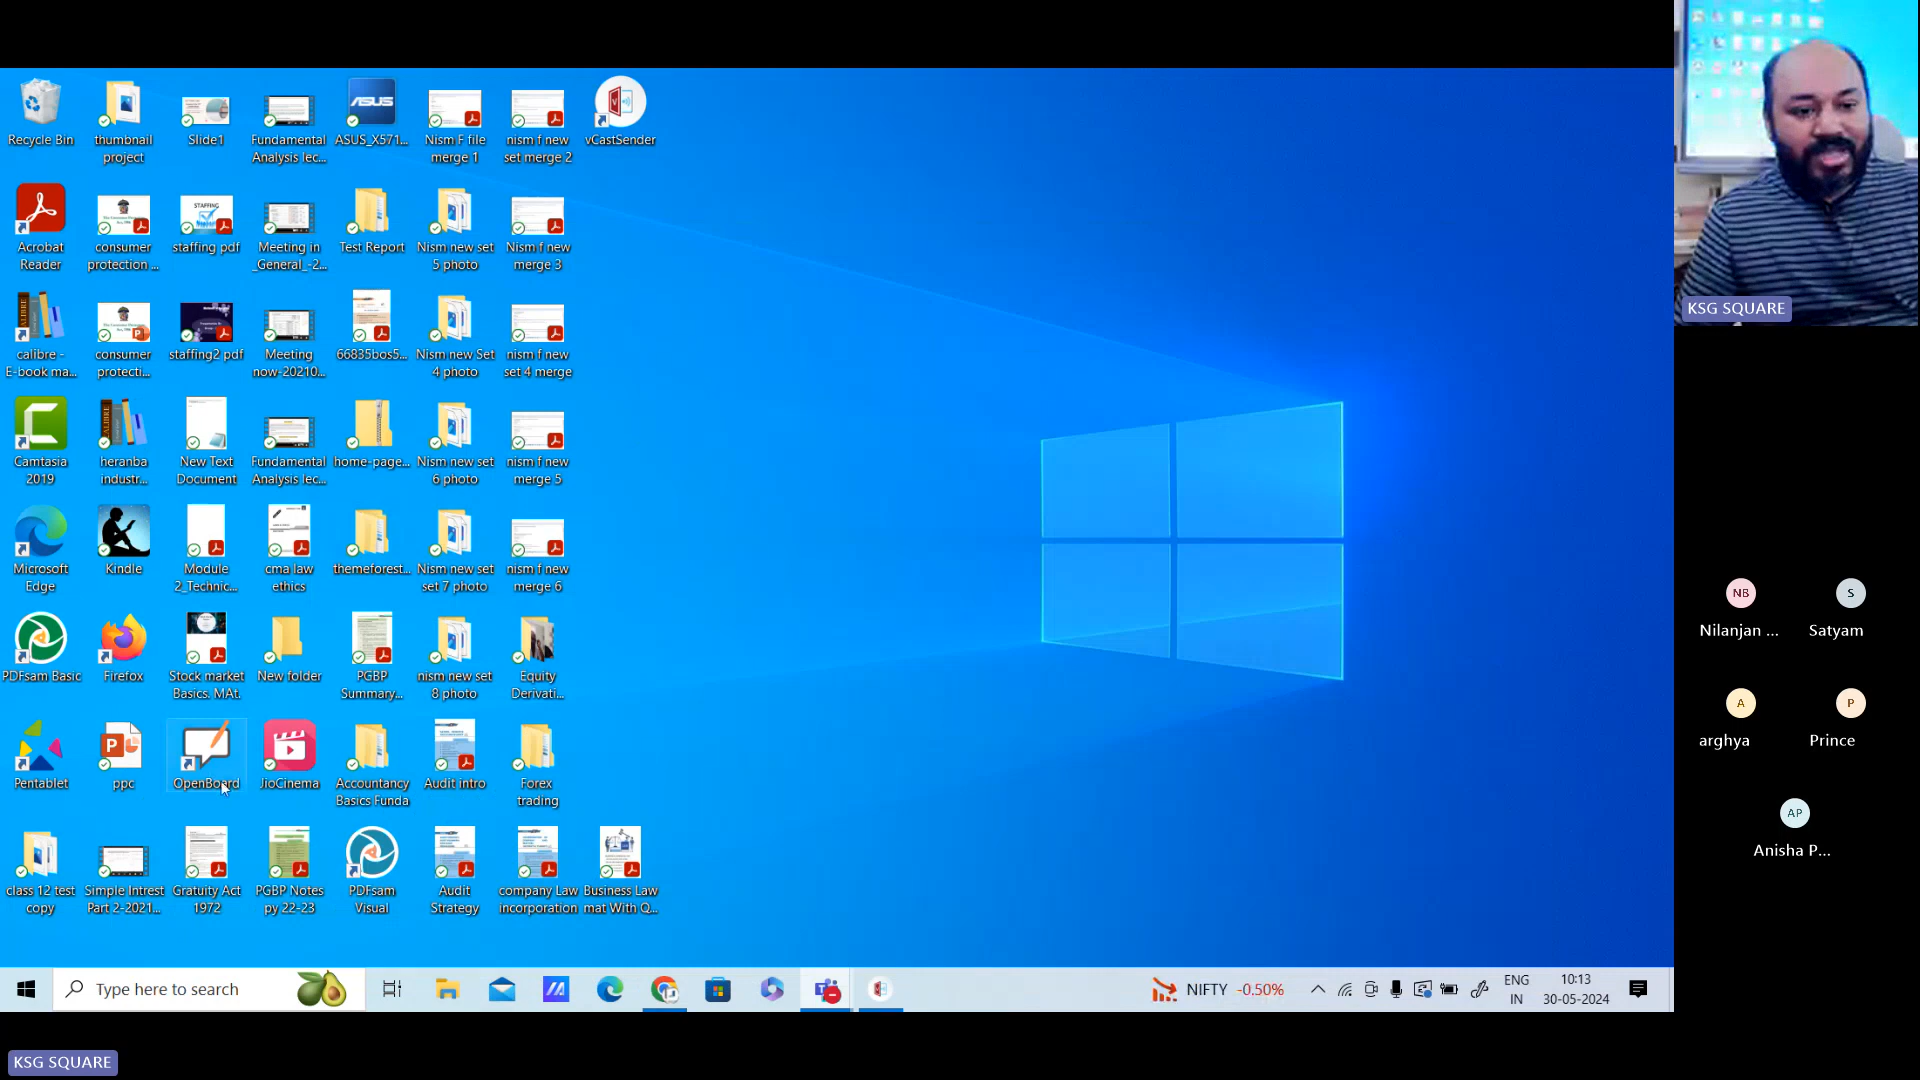 Recycle Bin
thumbnail
project
Slide1
Fundamental
Analysis lec...
ASUS
ASUS_X571...
Nism F file
merge 1
nism f new
set merge 2
vCastSender
Acrobat
Reader
consumer
protection ...
STAFFING
staffing pdf
Meeting in
_General_-2...
Test Report
Nism new set
5 photo
Nism f new
merge 3
calibre -
E-book ma...
consumer
protecti...
staffing2 pdf
Meeting
now-20210...
66835bos5...
Nism new Set
4 photo
nism f new
set 4 merge
Camtasia
2019
heranba
industr...
New Text
Document
Fundamental
Analysis lec...
home-page...
Nism new set
6 photo
nism f new
merge 5
Microsoft
Edge
Kindle
Module
2_Technic...
cma law
ethics
themeforest...
Nism new set
set 7 photo
nism f new
merge 6
PDFsam Basic
Firefox
Stock market
Basics. MAt.
New folder
PGBP
Summary...
nism new set
8 photo
Equity
Derivati...
Pentablet
ppc
OpenBoard
JioCinema
Accountancy
Basics Funda
Audit intro
Forex
trading
class 12 test
copy
Simple Intrest
Part 2-2021...
Gratuity Act
1972
PGBP Notes
py 22-23
PDFsam
Visual
Audit
Strategy
company Law
incorporation
Business Law
mat With Q...
Type here to search
NIFTY -0.50%
ENG
IN
10:13
30-05-2024
KSG SQUARE
NB
Nilanjan ...
S
Satyam
A
arghya
P
Prince
AP
Anisha P...
KSG SQUARE